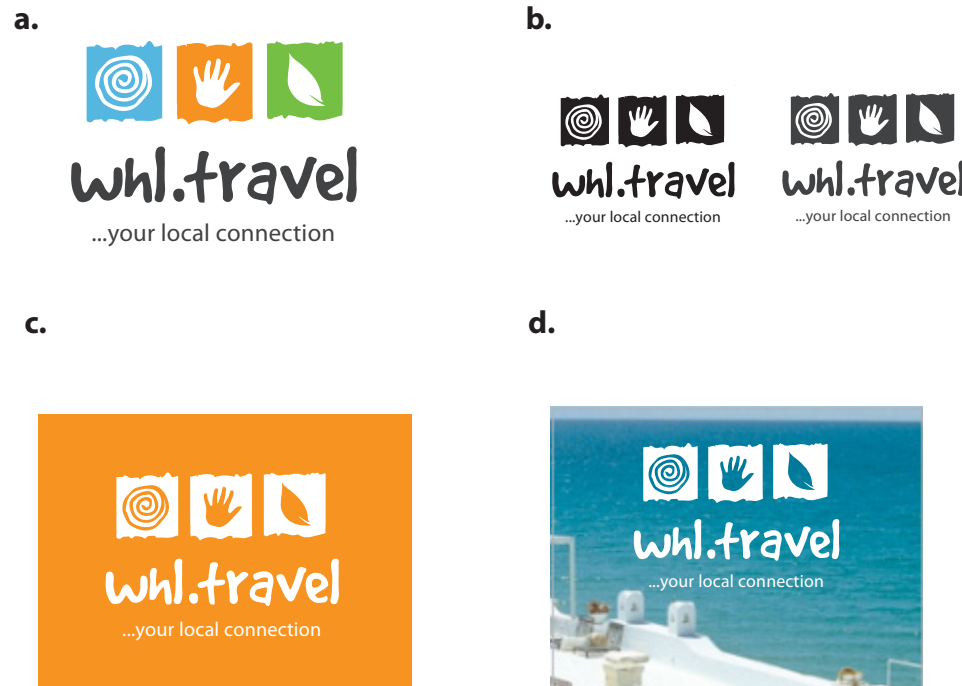 a.
whl.travel
...your local connection
b.
whl.travel
...your local connection
whl.travel
...your local connection
c.
whl.travel
...your local connection
d.
whl.travel
...your local connection